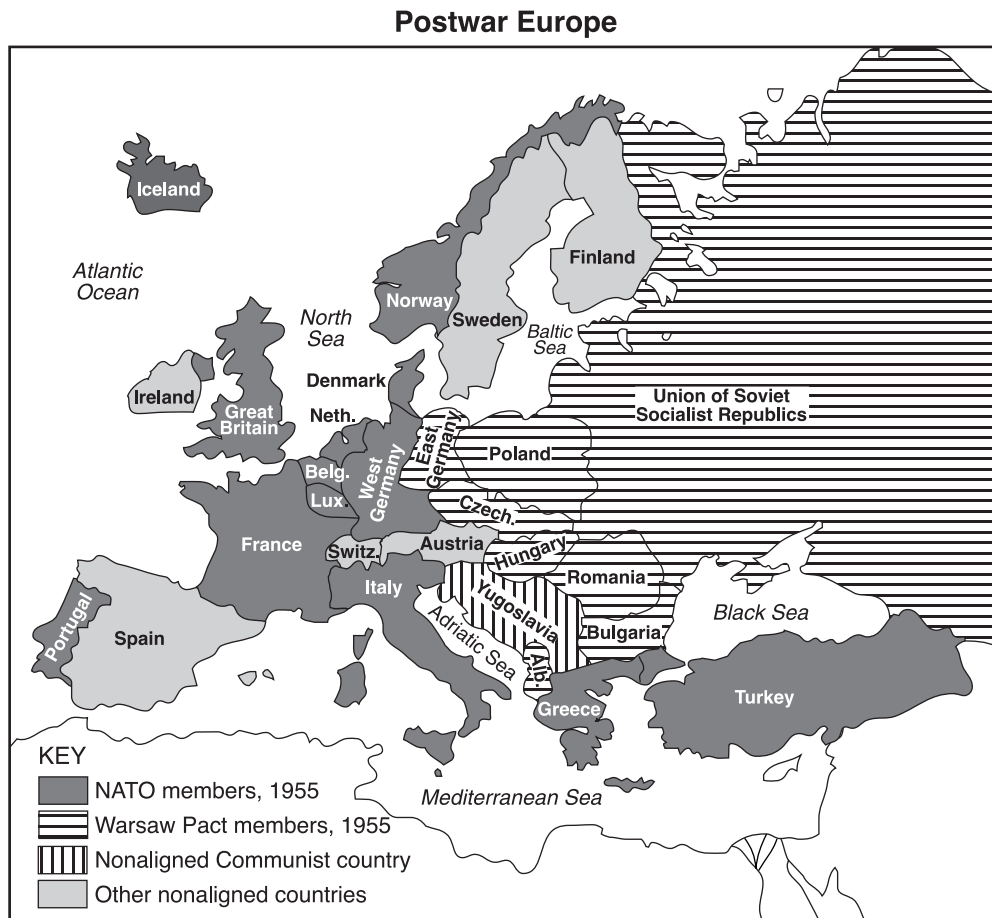 Postwar Europe
Iceland
Atlantic
Ocean
North
Sea
Norway
Sweden
Finland
Baltic
Sea
Denmark
Neth.
Ireland
Great
Britain
Union of Soviet
Socialist Republics
East
Germany
Poland
West
Germany
Belg.
Lux.
Czech.
France
Switz.
Austria
Hungary
Italy
Romania
Yugoslavia
Black Sea
Portugal
Spain
Adriatic Sea
Bulgaria
Alb.
Greece
Turkey
KEY
NATO members, 1955
Mediterranean Sea
Warsaw Pact members, 1955
Nonaligned Communist country
Other nonaligned countries